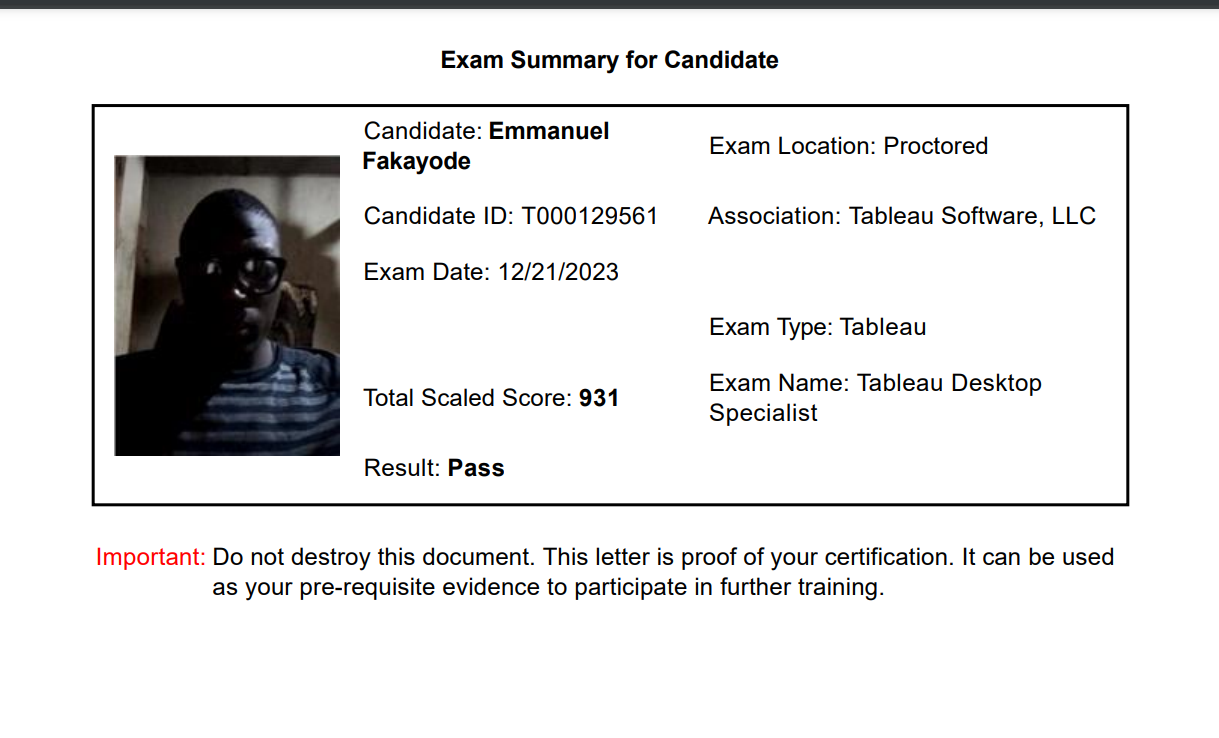 Exam Summary for Candidate
Candidate: Emmanuel
Fakayode
Exam Location: Proctored
Candidate ID: T000129561
Association: Tableau Software, LLC
Exam Date: 12/21/2023
Exam Type: Tableau
Total Scaled Score: 931
Exam Name: Tableau Desktop
Specialist
Result: Pass
Important: Do not destroy this document. This letter is proof of your certification. It can be used
as your pre-requisite evidence to participate in further training.